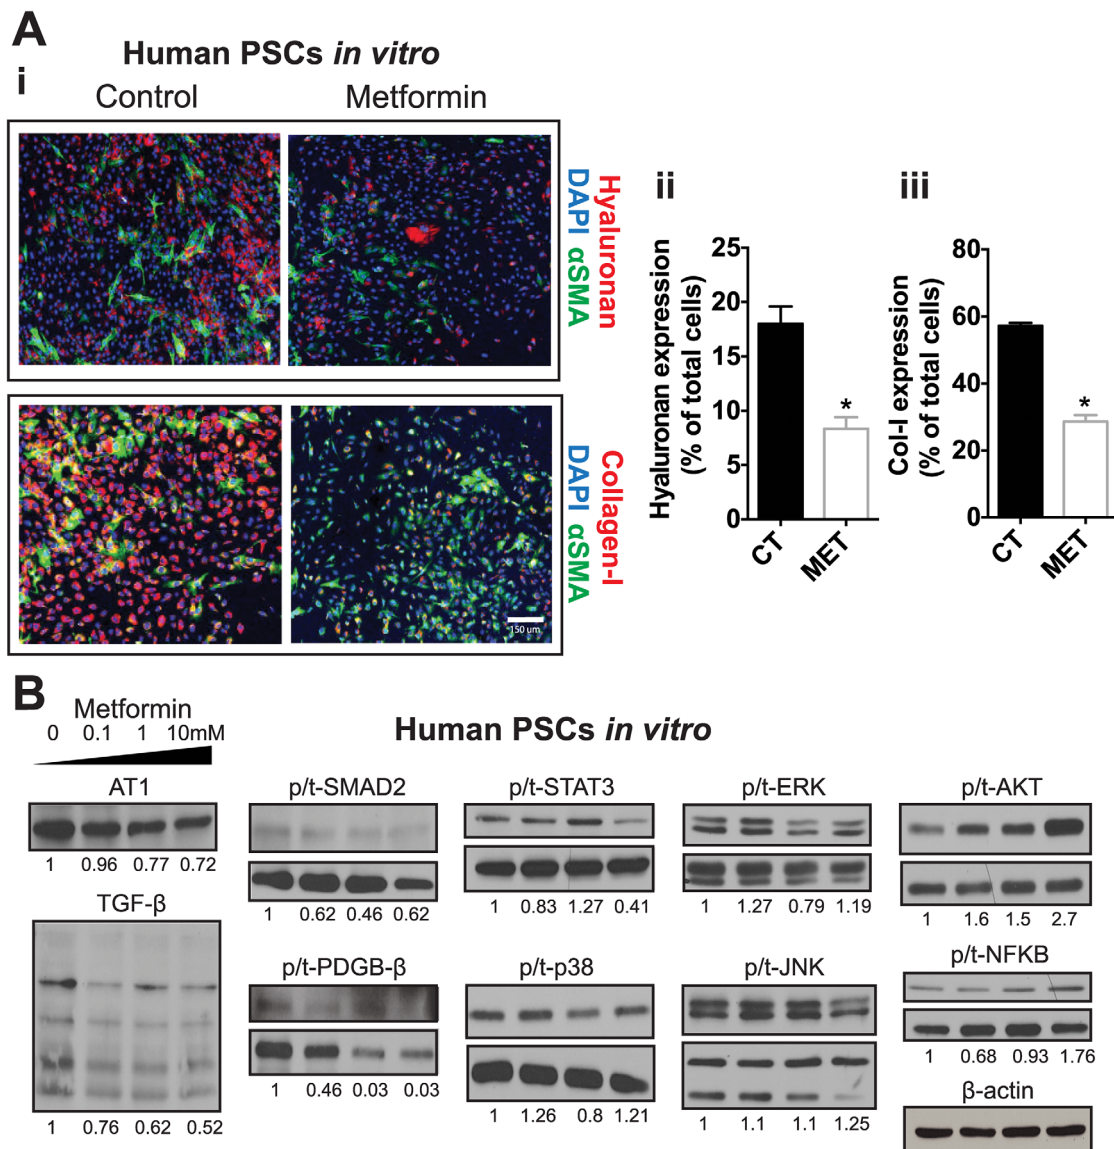 A
Human PSCs in vitro
i
Control Metformin
Hyaluronan
DAPI αSMA
Collagen-I
DAPI αSMA
150 um
ii
Hyaluronan expression
(% of total cells)
25
20
15
10
5
0
*
CT MET
iii
Col-I expression
(% of total cells)
80
60
40
20
0
*
CT MET
B
Metformin
0 0.1 1 10mM
Human PSCs in vitro
AT1
1 0.96 0.77 0.72
TGF-β
1 0.76 0.62 0.52
p/t-SMAD2
1 0.62 0.46 0.62
p/t-PDGB-β
1 0.46 0.03 0.03
p/t-STAT3
1 0.83 1.27 0.41
p/t-p38
1 1.26 0.8 1.21
p/t-ERK
1 1.27 0.79 1.19
p/t-JNK
1 1.1 1.1 1.25
p/t-AKT
1 1.6 1.5 2.7
p/t-NFKB
1 0.68 0.93 1.76
β-actin